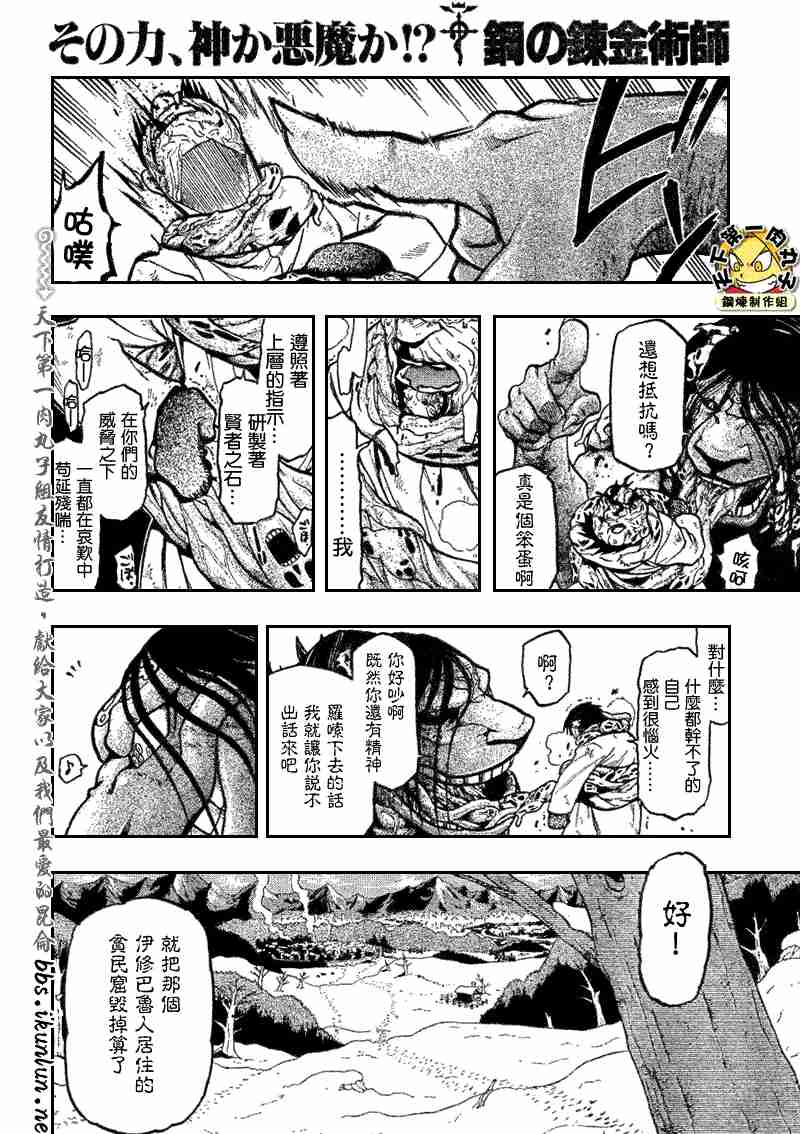 その力、神か悪魔か!?
鋼の錬金術師
咕噗
天下第一肉丸子
鋼煉制作組
還想抵抗嗎?
真是個笨蛋啊
咳呵
……我
遵照著
上層的指示…
研製著
賢者之石…
在你們的
威脅之下
一直都在哀歎中
苟延殘喘…
哈
哈
對什麼…
什麼都幹不了的
自己
感到很惱火……
啊?
你好吵啊
既然你還有精神
羅嗦下去的話
我就讓你說不
出話來吧
好!
就把那個
伊修巴魯人居住的
貧民窟毀掉算了
天下第一肉丸子組友情打造,獻給大家以及我們最愛的昆侖bbs.ikunlun.net